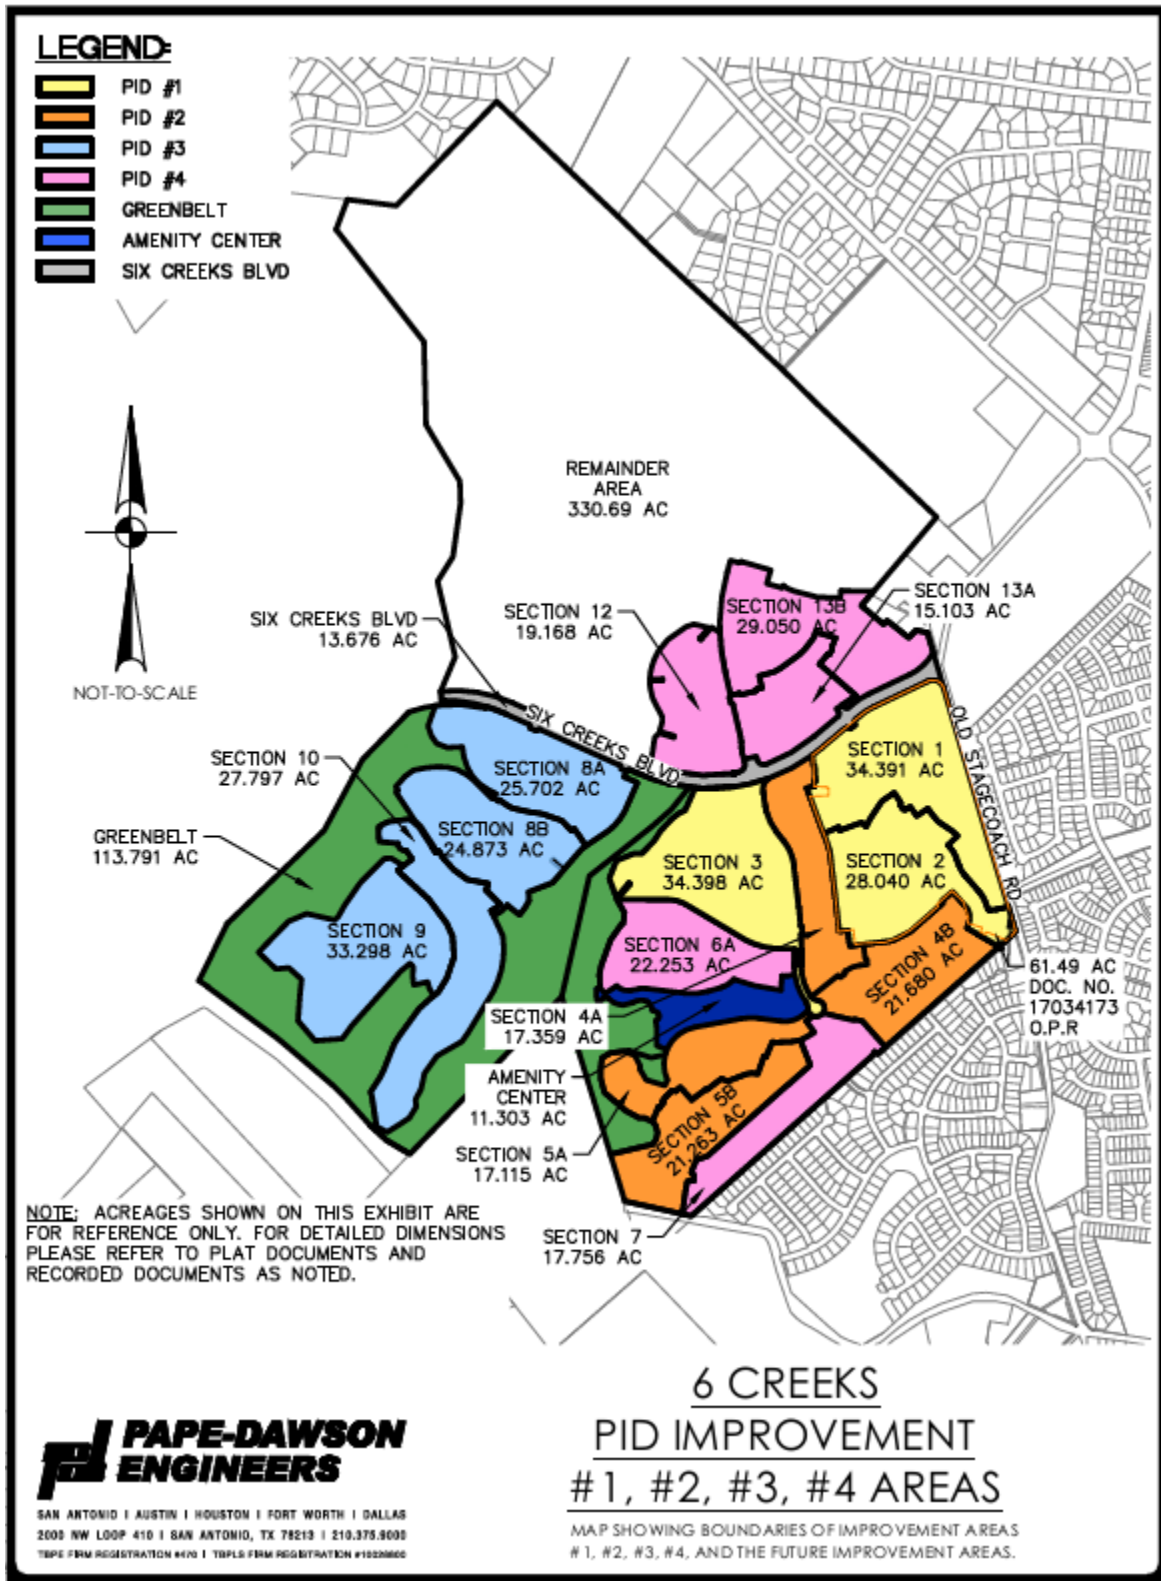 LEGEND:
PID #1
PID #2
PID #3
PID #4
GREENBELT
AMENITY CENTER
SIX CREEKS BLVD
NOT-TO-SCALE
REMAINDER
AREA
330.69 AC
SIX CREEKS BLVD
13.676 AC
SECTION 12
19.168 AC
SECTION 13B
29.050 AC
SECTION 13A
15.103 AC
SIX CREEKS BLVD
OLD STAGECOACH RD
SECTION 10
27.797 AC
SECTION 8A
25.702 AC
SECTION 1
34.391 AC
GREENBELT
113.791 AC
SECTION 8B
24.873 AC
SECTION 3
34.398 AC
SECTION 2
28.040 AC
SECTION 9
33.298 AC
SECTION 6A
22.253 AC
SECTION 4B
21.680 AC
61.49 AC
DOC. NO.
17034173
O.P.R
SECTION 4A
17.359 AC
AMENITY
CENTER
11.303 AC
SECTION 5A
17.115 AC
SECTION 5B
21.263 AC
SECTION 7
17.756 AC
NOTE: ACREAGES SHOWN ON THIS EXHIBIT ARE
FOR REFERENCE ONLY. FOR DETAILED DIMENSIONS
PLEASE REFER TO PLAT DOCUMENTS AND
RECORDED DOCUMENTS AS NOTED.
6 CREEKS
PID IMPROVEMENT
#1, #2, #3, #4 AREAS
MAP SHOWING BOUNDARIES OF IMPROVEMENT AREAS
#1, #2, #3, #4, AND THE FUTURE IMPROVEMENT AREAS.
PAPE-DAWSON
ENGINEERS
SAN ANTONIO | AUSTIN | HOUSTON | FORT WORTH | DALLAS
2000 NW LOOP 410 | SAN ANTONIO, TX 78213 | 210.375.9000
TBPE FIRM REGISTRATION #470 | TBPLS FIRM REGISTRATION #10028800